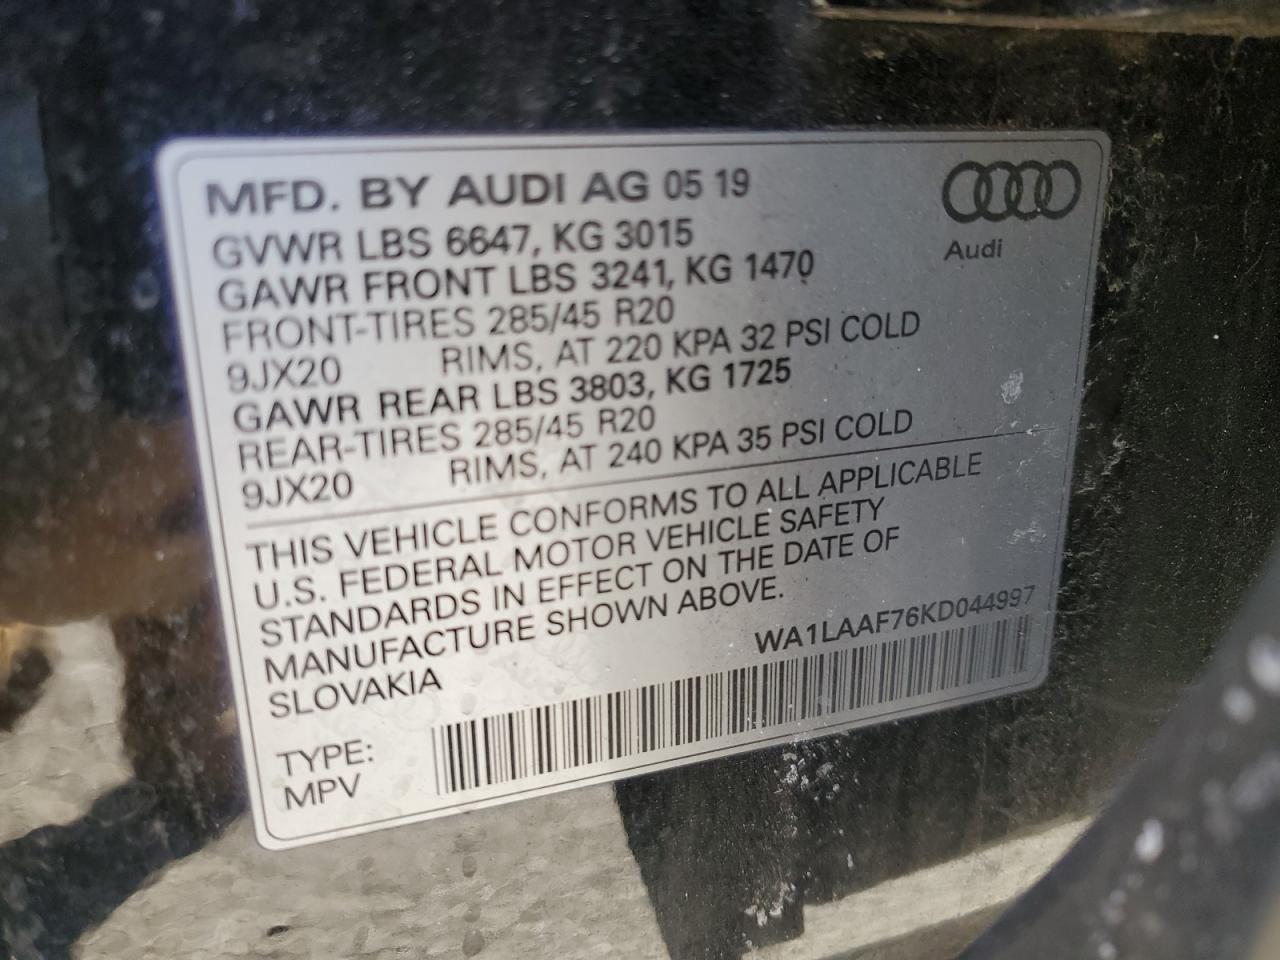 MFD. BY AUDI AG 05 19
Audi
GVWR LBS 6647, KG 3015
GAWR FRONT LBS 3241, KG 1470
FRONT-TIRES 285/45 R20
9JX20 RIMS, AT 220 KPA 32 PSI COLD
GAWR REAR LBS 3803, KG 1725
REAR-TIRES 285/45 R20
9JX20 RIMS, AT 240 KPA 35 PSI COLD
THIS VEHICLE CONFORMS TO ALL APPLICABLE
U.S. FEDERAL MOTOR VEHICLE SAFETY
STANDARDS IN EFFECT ON THE DATE OF
MANUFACTURE SHOWN ABOVE.
SLOVAKIA
WA1LAAF76KD044997
TYPE:
MPV